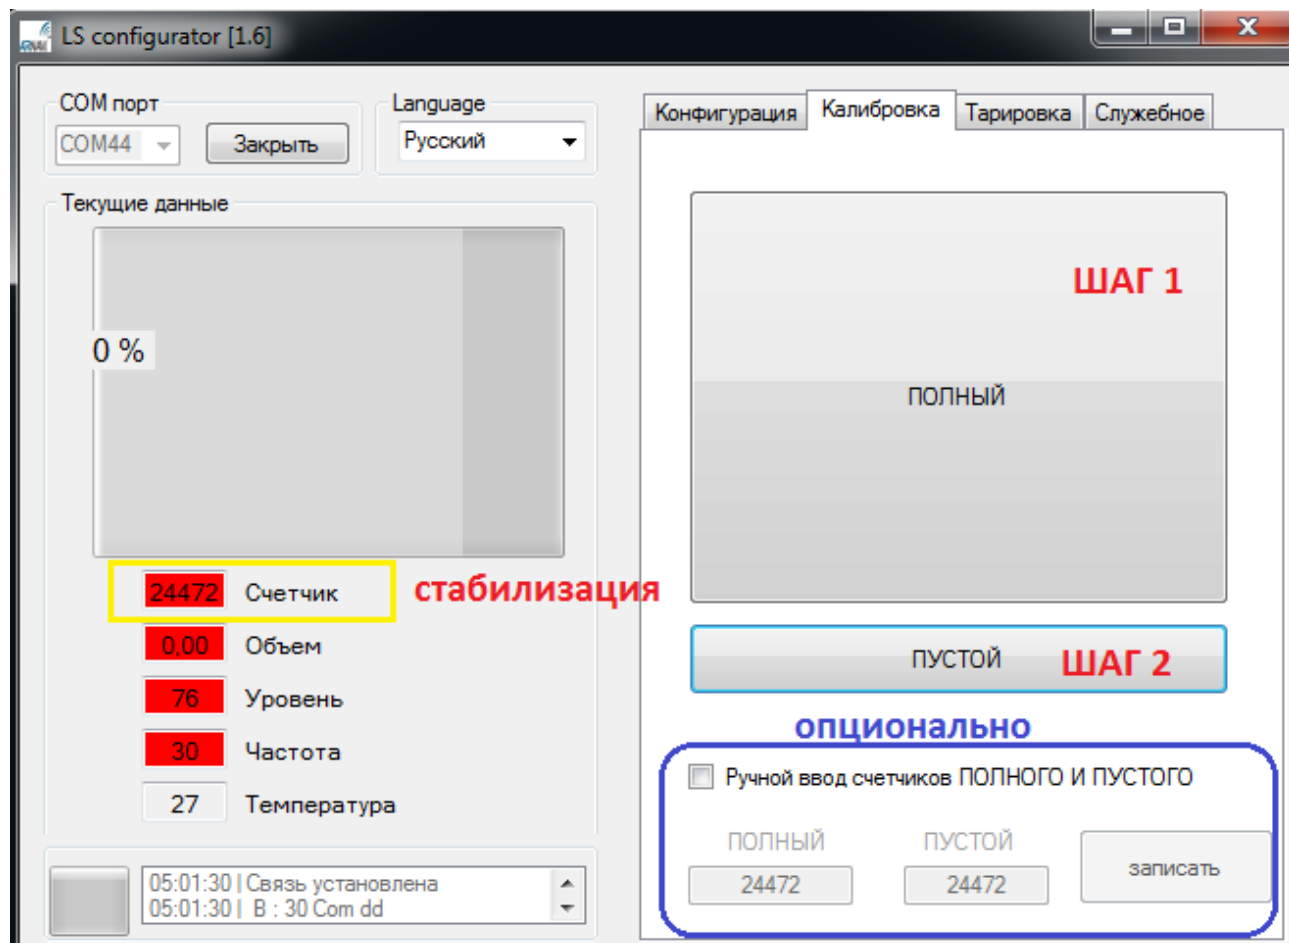 LS configurator [1.6]
COM порт
COM44
Закрыть
Language
Русский
Текущие данные
0 %
24472 Счетчик
стабилизация
0,00 Объем
76 Уровень
30 Частота
27 Температура
05:01:30 | Связь установлена
05:01:30 | B : 30 Com dd
Конфигурация Калибровка Тарировка Служебное
ШАГ 1
ПОЛНЫЙ
ПУСТОЙ ШАГ 2
опционально
Ручной ввод счетчиков ПОЛНОГО И ПУСТОГО
ПОЛНЫЙ ПУСТОЙ
24472 24472 записать